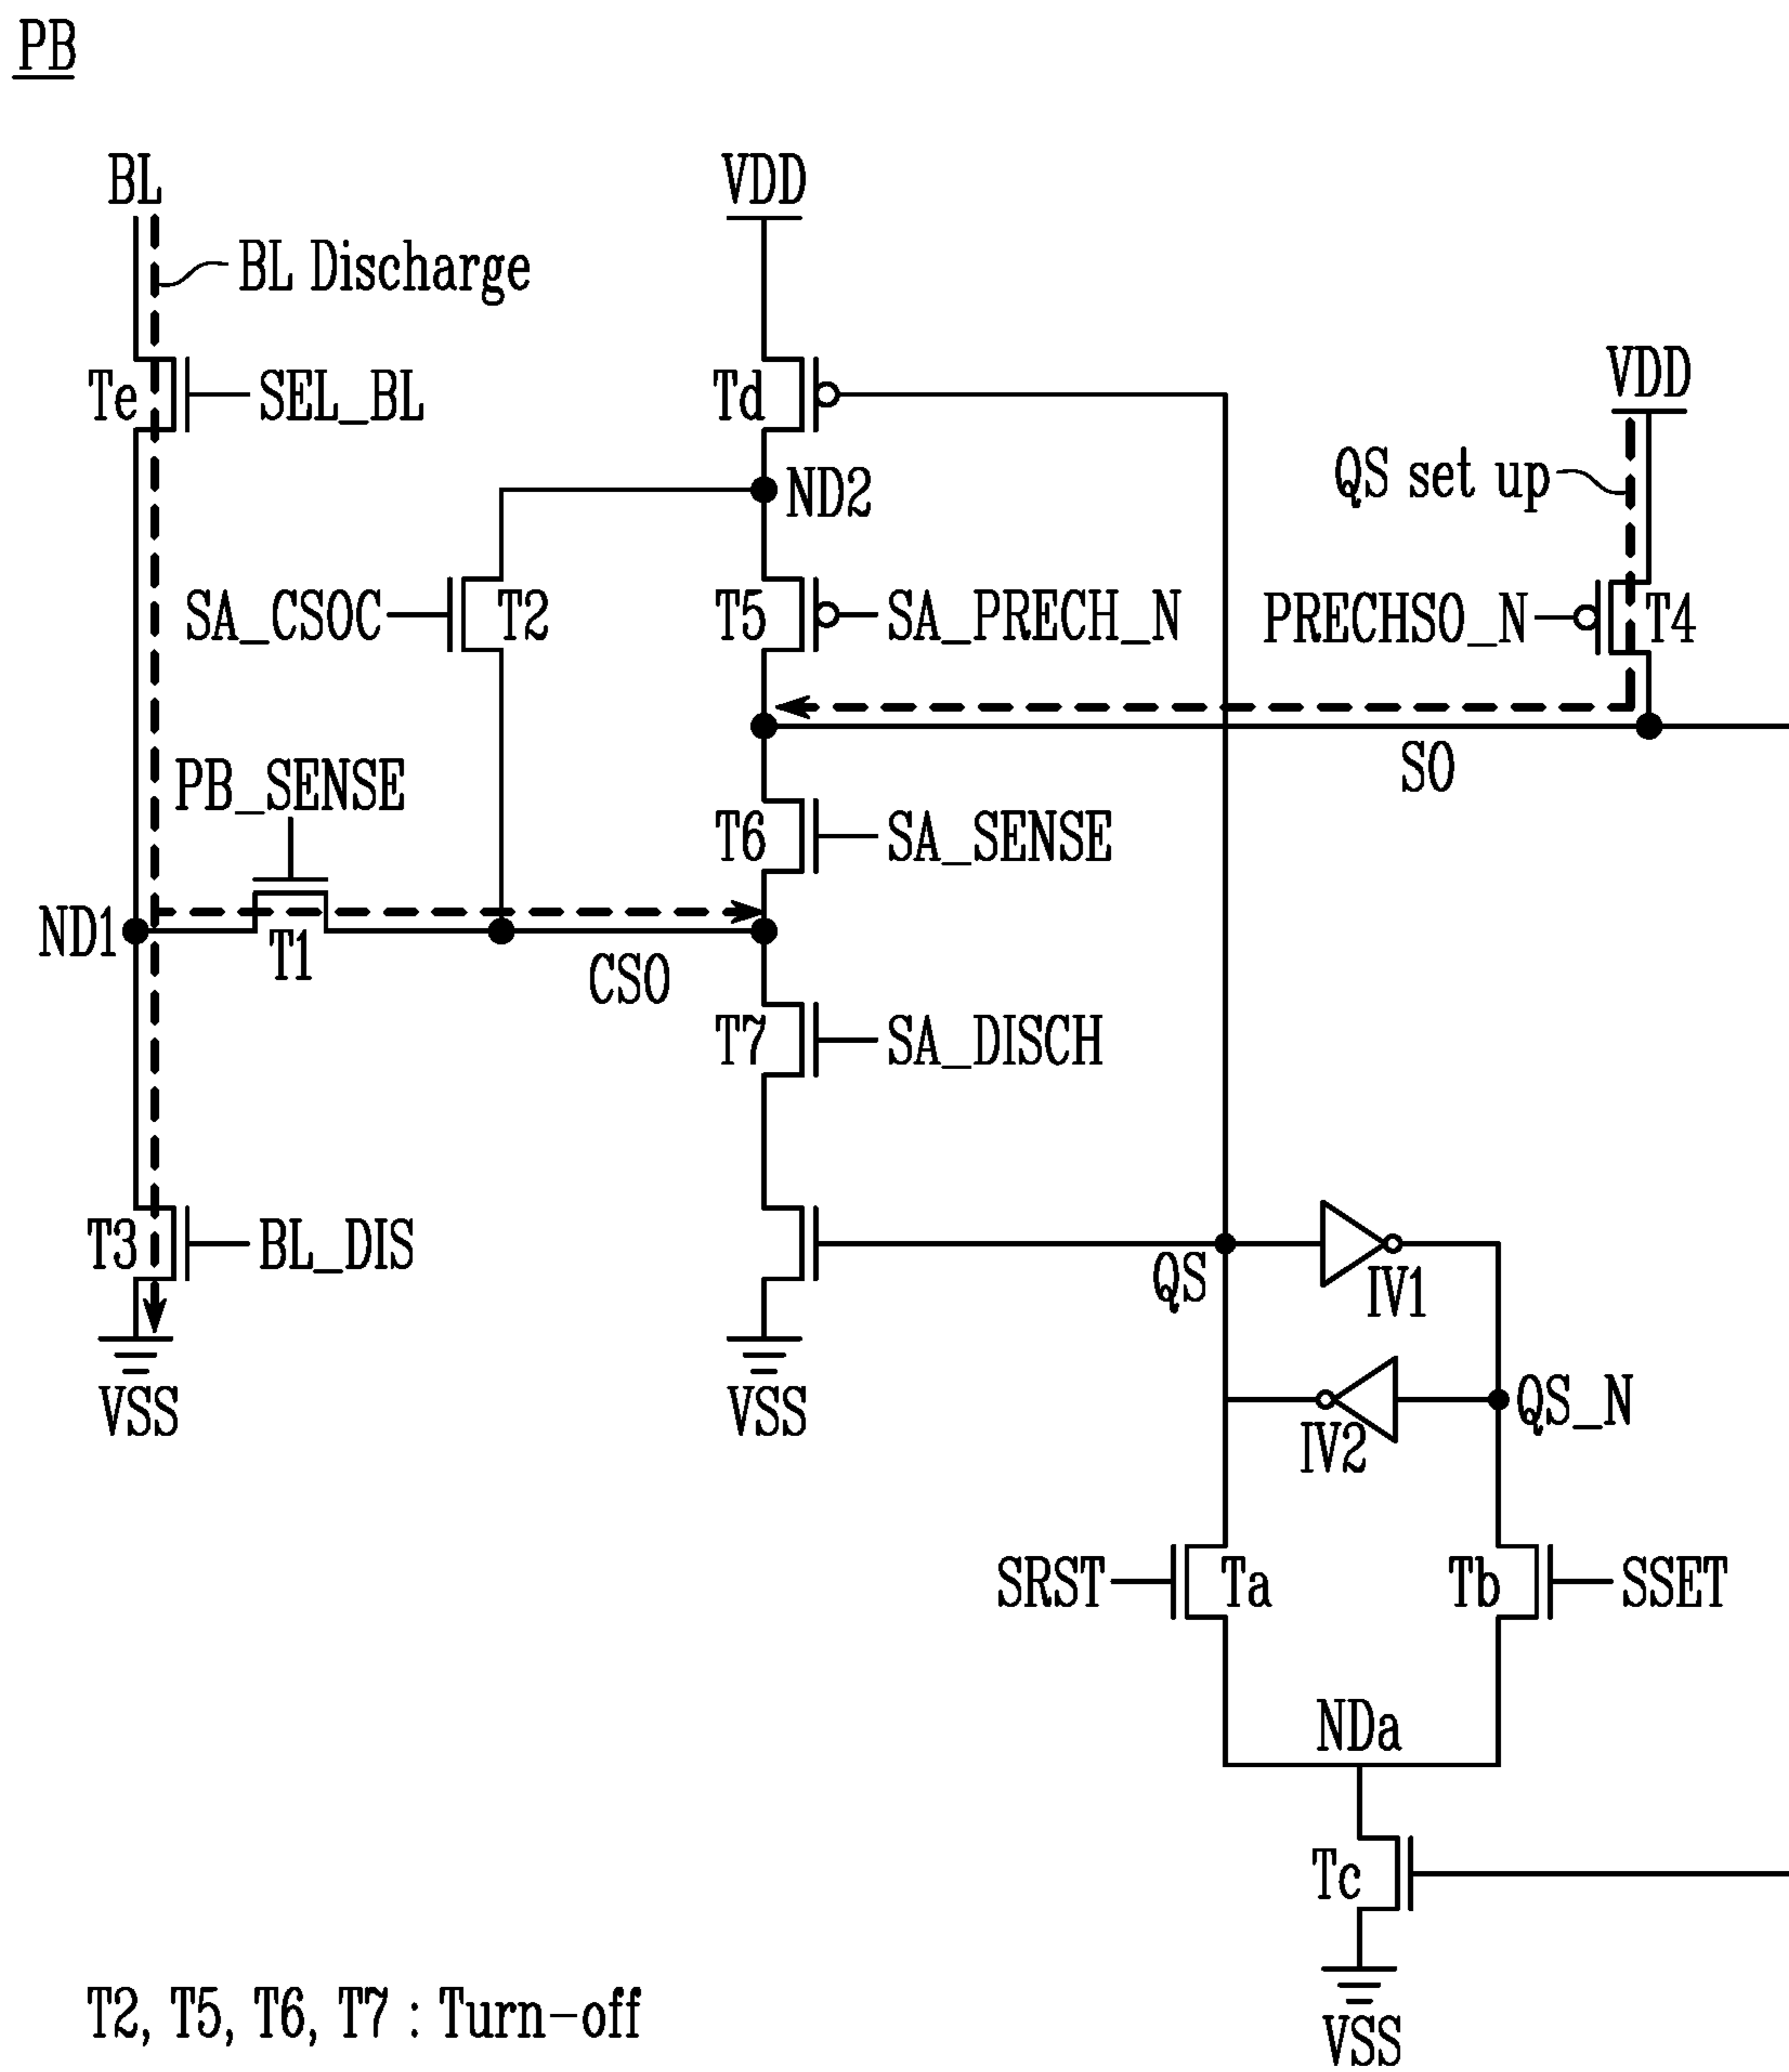 PB
BL
VDD
BL Discharge
Te
SEL_BL
Td
VDD
QS set up
ND2
SA_CSOC
T2
T5
SA_PRECH_N
PRECHSO_N
T4
SO
PB_SENSE
T6
SA_SENSE
ND1
T1
CSO
T7
SA_DISCH
T3
BL_DIS
QS
IV1
VSS
VSS
QS_N
IV2
SRST
Ta
Tb
SSET
NDa
Tc
T2, T5, T6, T7 : Turn-off
VSS